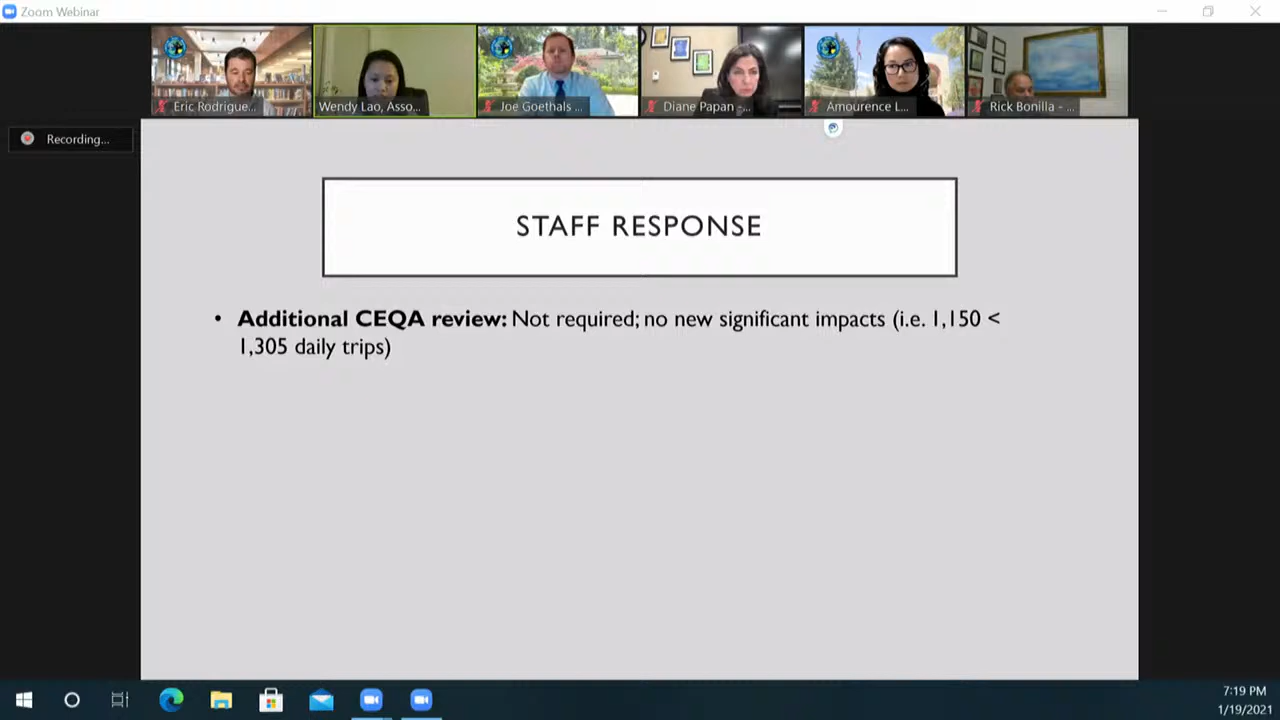 Zoom Webinar
Eric Rodrigue...
Wendy Lao, Asso...
Joe Goethals ...
Diane Papan -...
Amourence L...
Rick Bonilla - ...
Recording...
STAFF RESPONSE
• Additional CEQA review: Not required; no new significant impacts (i.e. 1,150 <
1,305 daily trips)
7:19 PM
1/19/2021